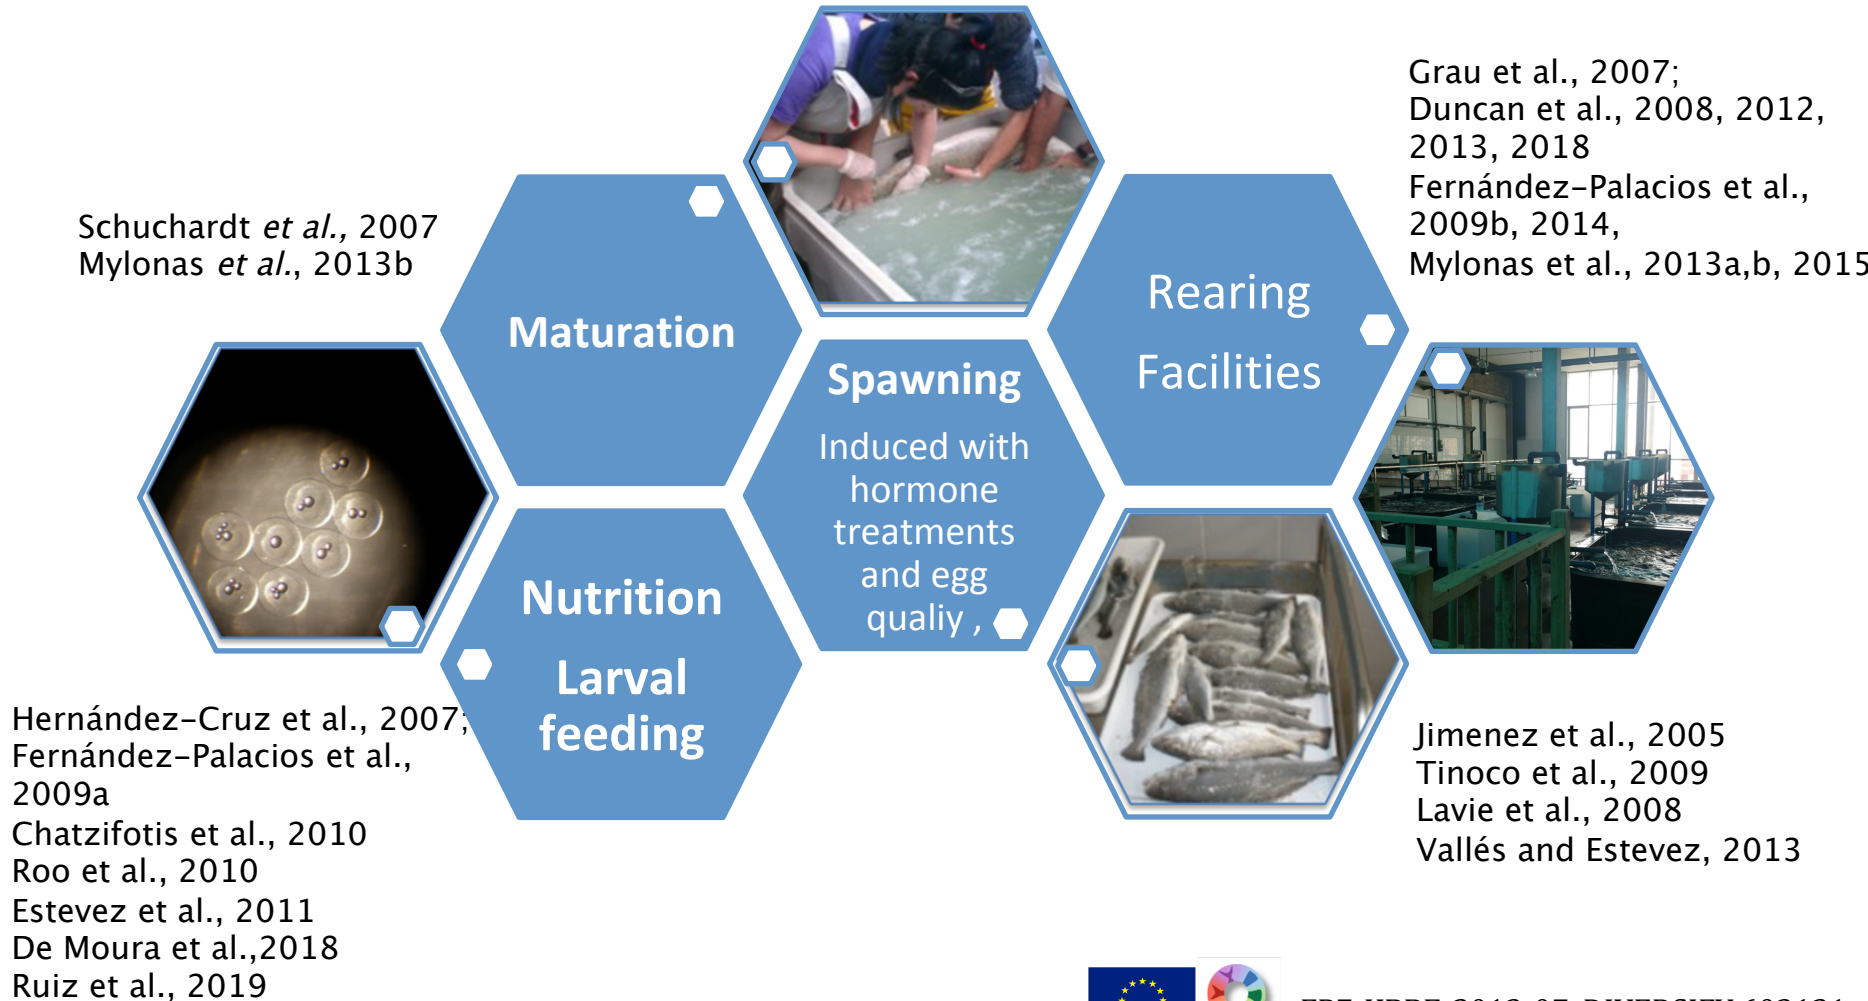 Schuchardt et al., 2007
Mylonas et al., 2013b
Maturation
Spawning
Induced with
hormone
treatments
and egg
qualiy ,
Rearing
Facilities
Grau et al., 2007;
Duncan et al., 2008, 2012,
2013, 2018
Fernández-Palacios et al.,
2009b, 2014,
Mylonas et al., 2013a,b, 2015
Nutrition
Larval
feeding
Hernández-Cruz et al., 2007;
Fernández-Palacios et al.,
2009a
Chatzifotis et al., 2010
Roo et al., 2010
Estevez et al., 2011
De Moura et al.,2018
Ruiz et al., 2019
Jimenez et al., 2005
Tinoco et al., 2009
Lavie et al., 2008
Vallés and Estevez, 2013